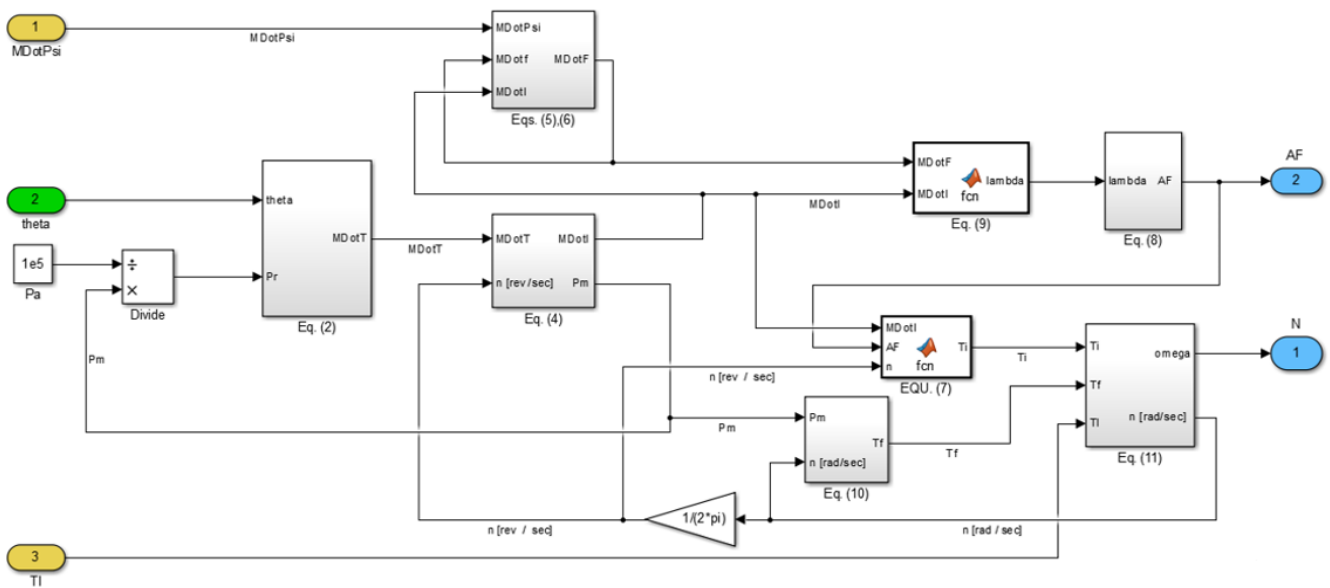 1
MDotPsi
MDotPsi
MDotPsi
MDotf
MDotI
MDotF
Eqs. (5),(6)
2
theta
1e5
Pa
÷
×
Divide
Pm
theta
Pr
MDotT
Eq. (2)
MDotT
MDotT
n [rev/sec]
MDotI
Pm
Eq. (4)
MDotI
MDotF
MDotI
lambda
fcn
Eq. (9)
lambda
AF
Eq. (8)
AF
2
MDotI
AF
n
Ti
fcn
EQU. (7)
Ti
n [rev / sec]
Pm
Pm
n [rad/sec]
Tf
Eq. (10)
Tf
Ti
Tf
Tl
omega
n [rad/sec]
Eq. (11)
N
1
1/(2*pi)
n [rev / sec]
n [rad / sec]
3
Tl